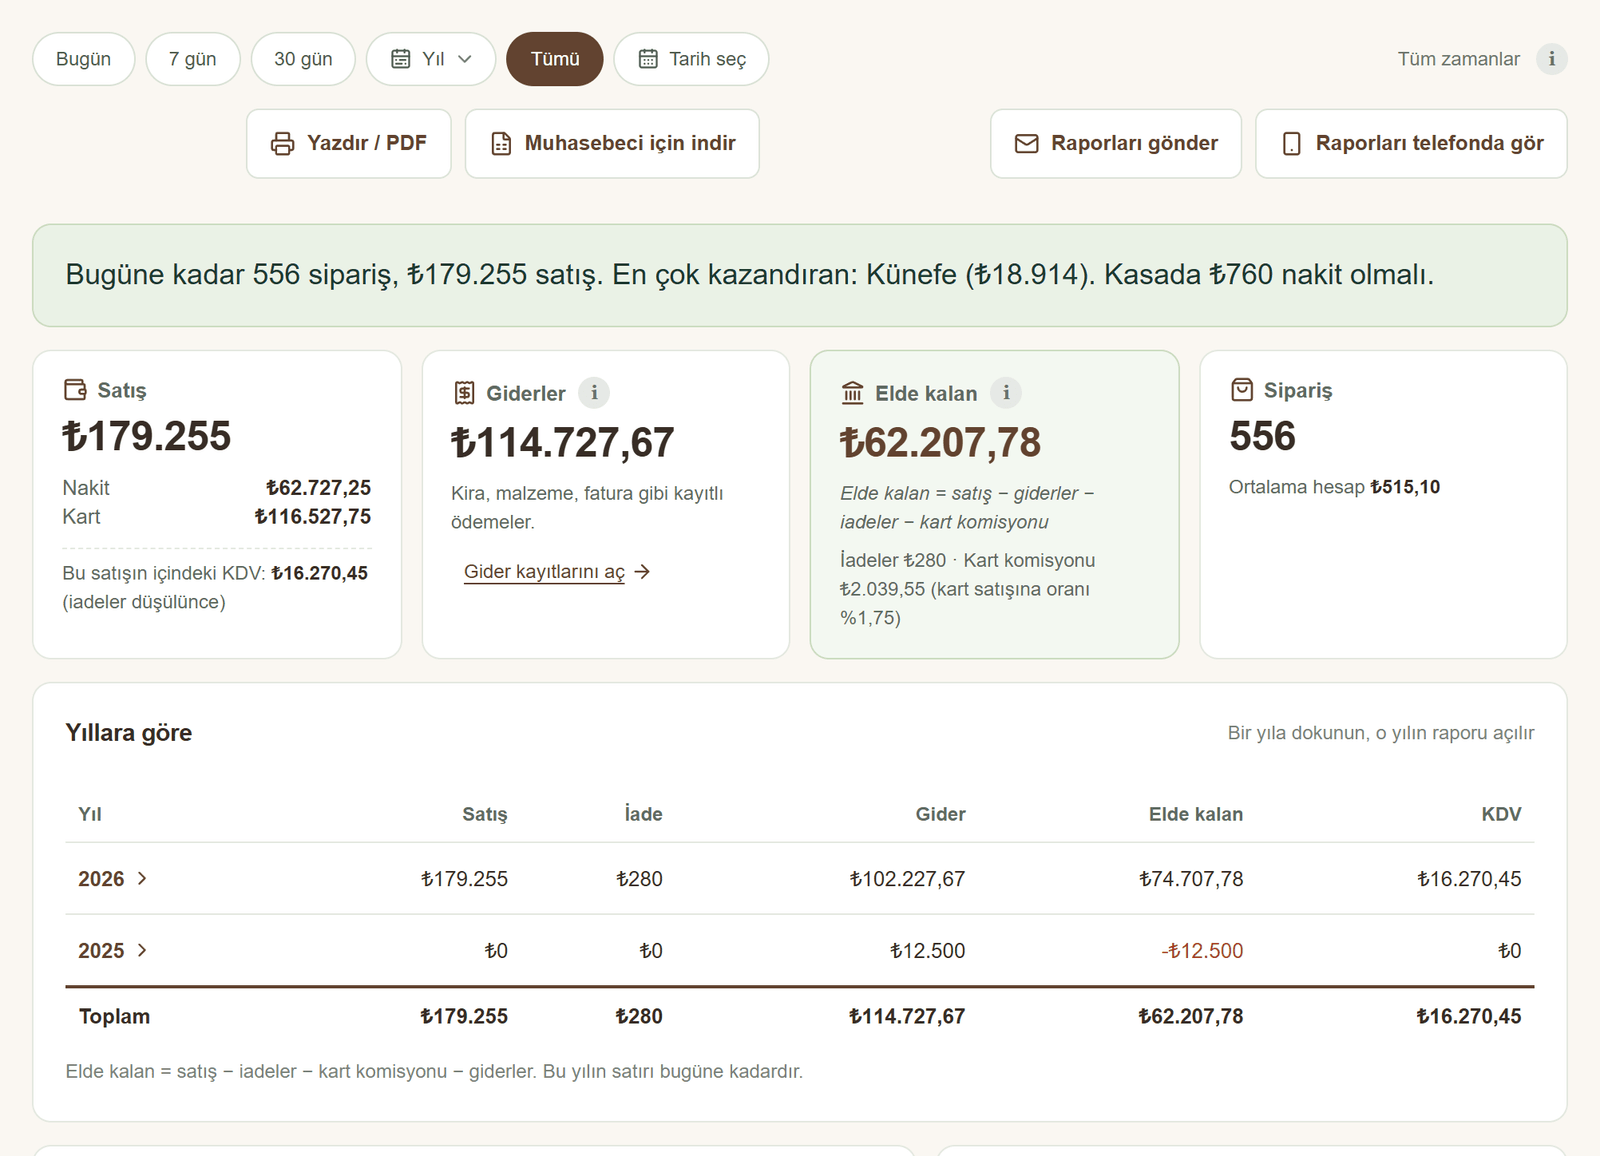 Bugün
7 gün
30 gün
Yıl
Tümü
Tarih seç
Tüm zamanlar
i
Yazdır / PDF
Muhasebeci için indir
Raporları gönder
Raporları telefonda gör
Bugüne kadar 556 sipariş, ₺179.255 satış. En çok kazandıran: Künefe (₺18.914). Kasada ₺760 nakit olmalı.
Satış
₺179.255
Nakit ₺62.727,25
Kart ₺116.527,75
Bu satışın içindeki KDV: ₺16.270,45
(iadeler düşülünce)
Giderler i
₺114.727,67
Kira, malzeme, fatura gibi kayıtlı
ödemeler.
Gider kayıtlarını aç →
Elde kalan i
₺62.207,78
Elde kalan = satış − giderler −
iadeler − kart komisyonu
İadeler ₺280 · Kart komisyonu
₺2.039,55 (kart satışına oranı
%1,75)
Sipariş
556
Ortalama hesap ₺515,10
Yıllara göre
Bir yıla dokunun, o yılın raporu açılır
Yıl Satış İade Gider Elde kalan KDV
2026 ₺179.255 ₺280 ₺102.227,67 ₺74.707,78 ₺16.270,45
2025 ₺0 ₺0 ₺12.500 -₺12.500 ₺0
Toplam ₺179.255 ₺280 ₺114.727,67 ₺62.207,78 ₺16.270,45
Elde kalan = satış − iadeler − kart komisyonu − giderler. Bu yılın satırı bugüne kadardır.